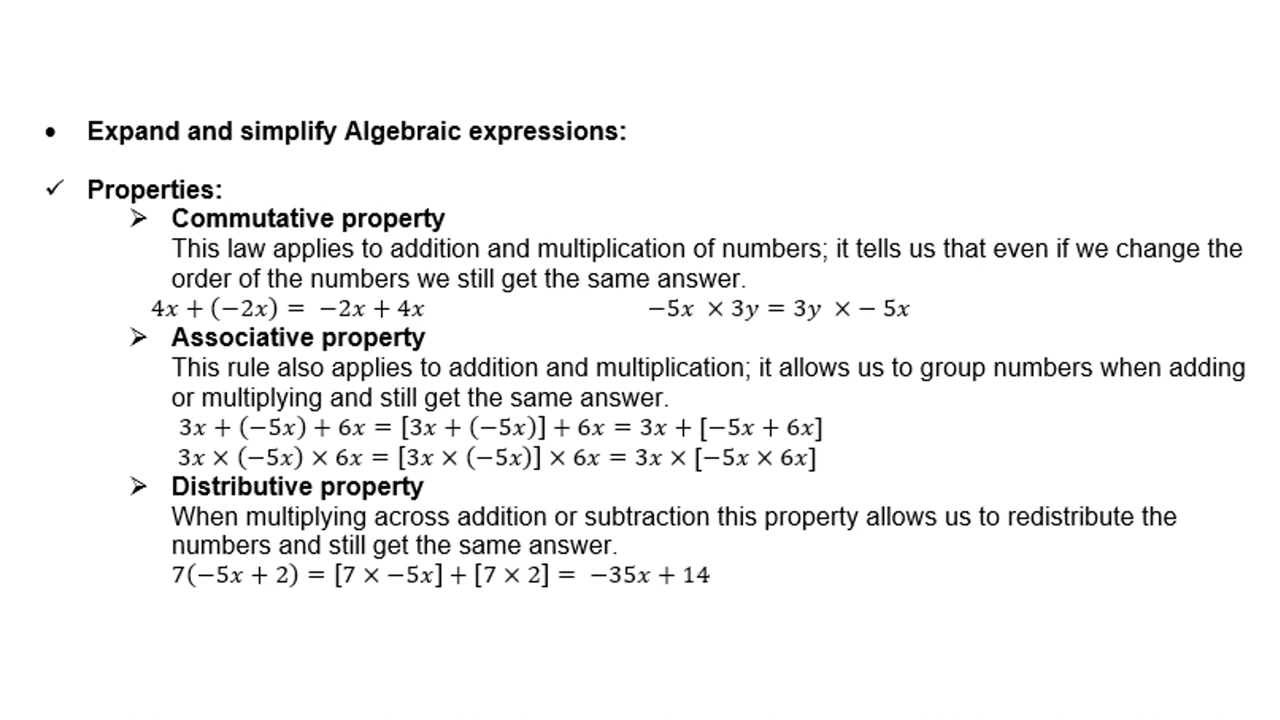 • Expand and simplify Algebraic expressions:
✓ Properties:
➢ Commutative property
This law applies to addition and multiplication of numbers; it tells us that even if we change the
order of the numbers we still get the same answer.
4x + (−2x) = −2x + 4x −5x × 3y = 3y × − 5x
➢ Associative property
This rule also applies to addition and multiplication; it allows us to group numbers when adding
or multiplying and still get the same answer.
3x + (−5x) + 6x = [3x + (−5x)] + 6x = 3x + [−5x + 6x]
3x × (−5x) × 6x = [3x × (−5x)] × 6x = 3x × [−5x × 6x]
➢ Distributive property
When multiplying across addition or subtraction this property allows us to redistribute the
numbers and still get the same answer.
7(−5x + 2) = [7 × −5x] + [7 × 2] = −35x + 14